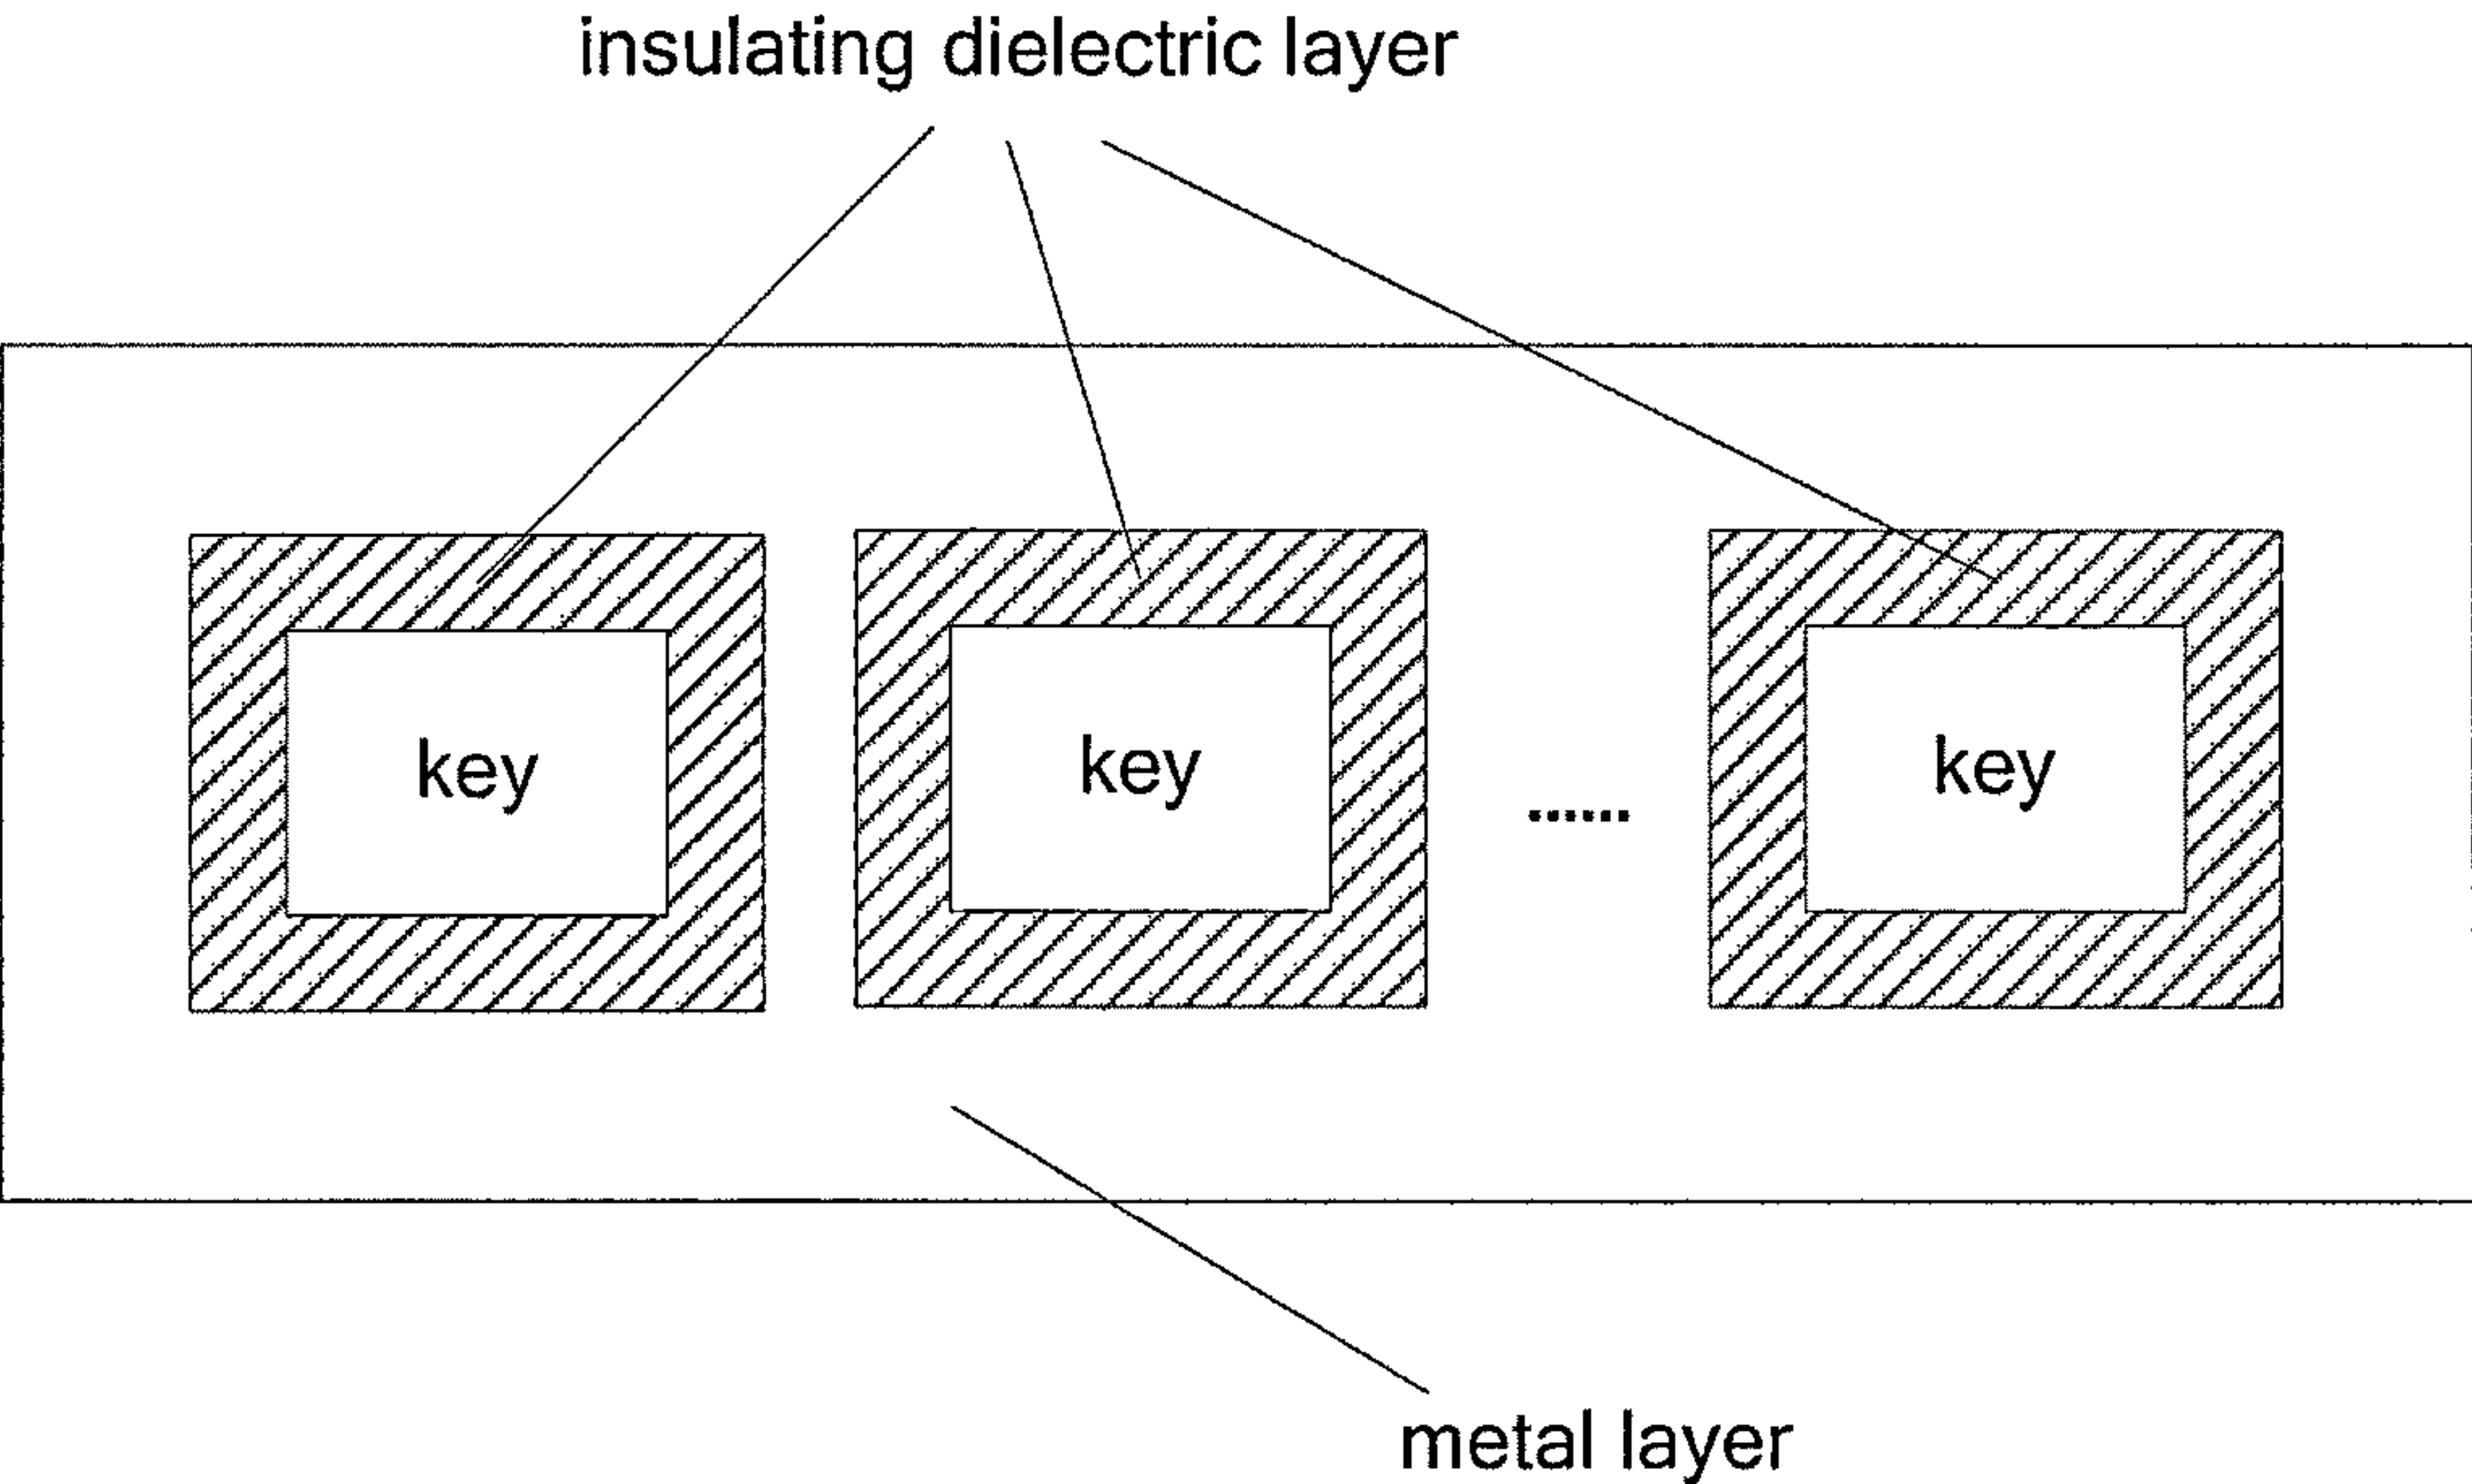 insulating dielectric layer
key key ...... key
metal layer